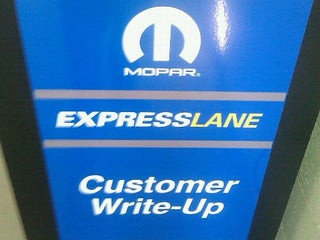 MOPAR
EXPRESSLANE
Customer
Write-Up